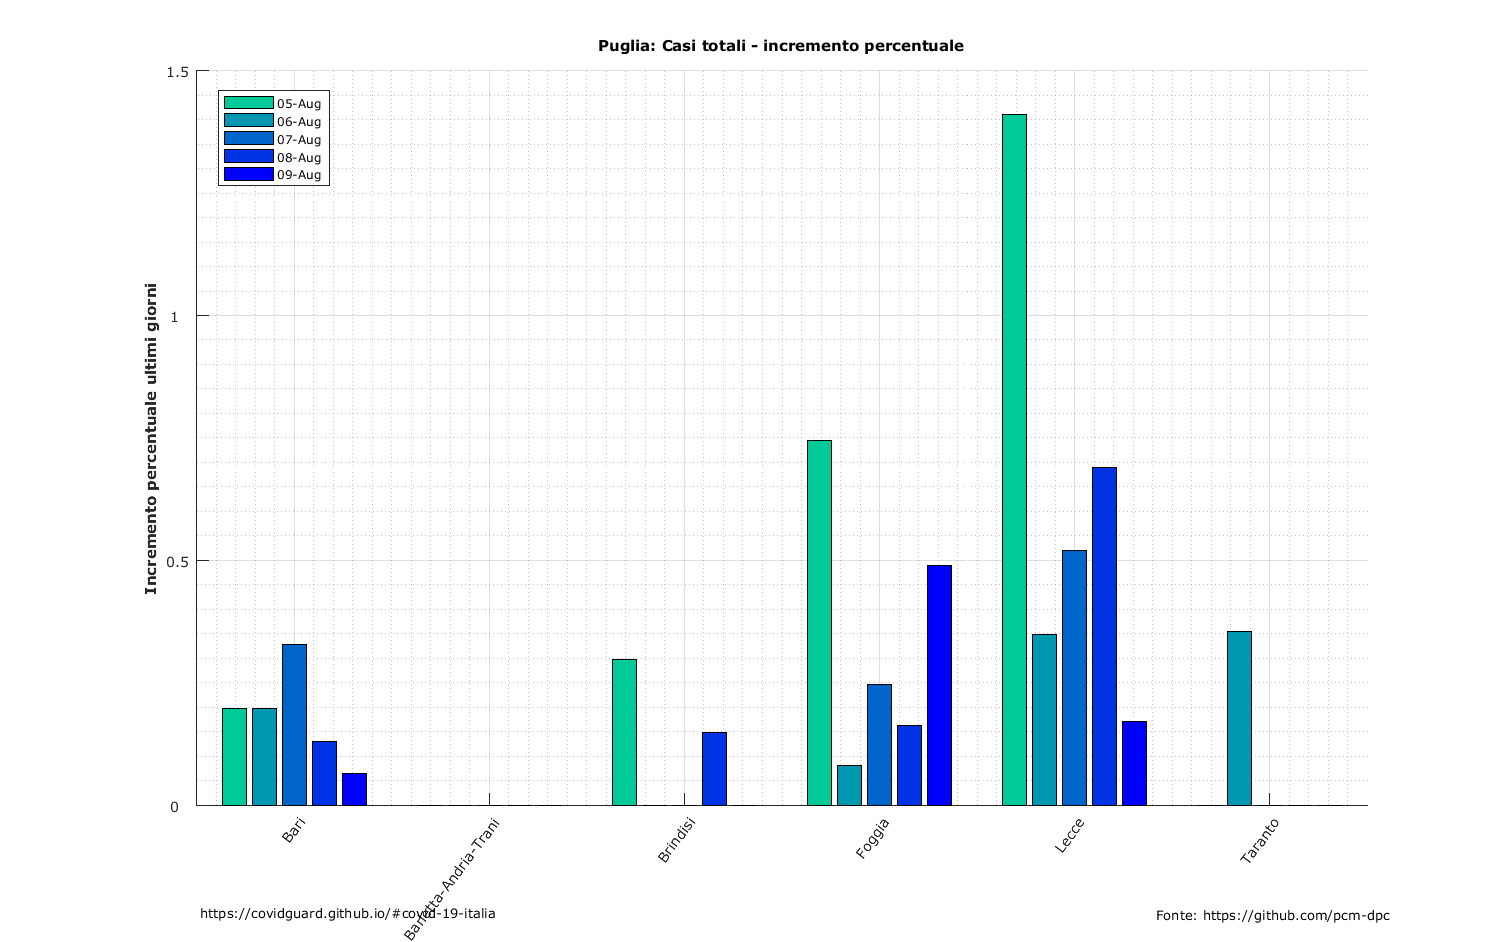 Puglia: Casi totali - incremento percentuale
1.5
1
0.5
0
Incremento percentuale ultimi giorni
05-Aug
06-Aug
07-Aug
08-Aug
09-Aug
Bari
Barletta-Andria-Trani
Brindisi
Foggia
Lecce
Taranto
https://covidguard.github.io/#covid-19-italia
Fonte: https://github.com/pcm-dpc